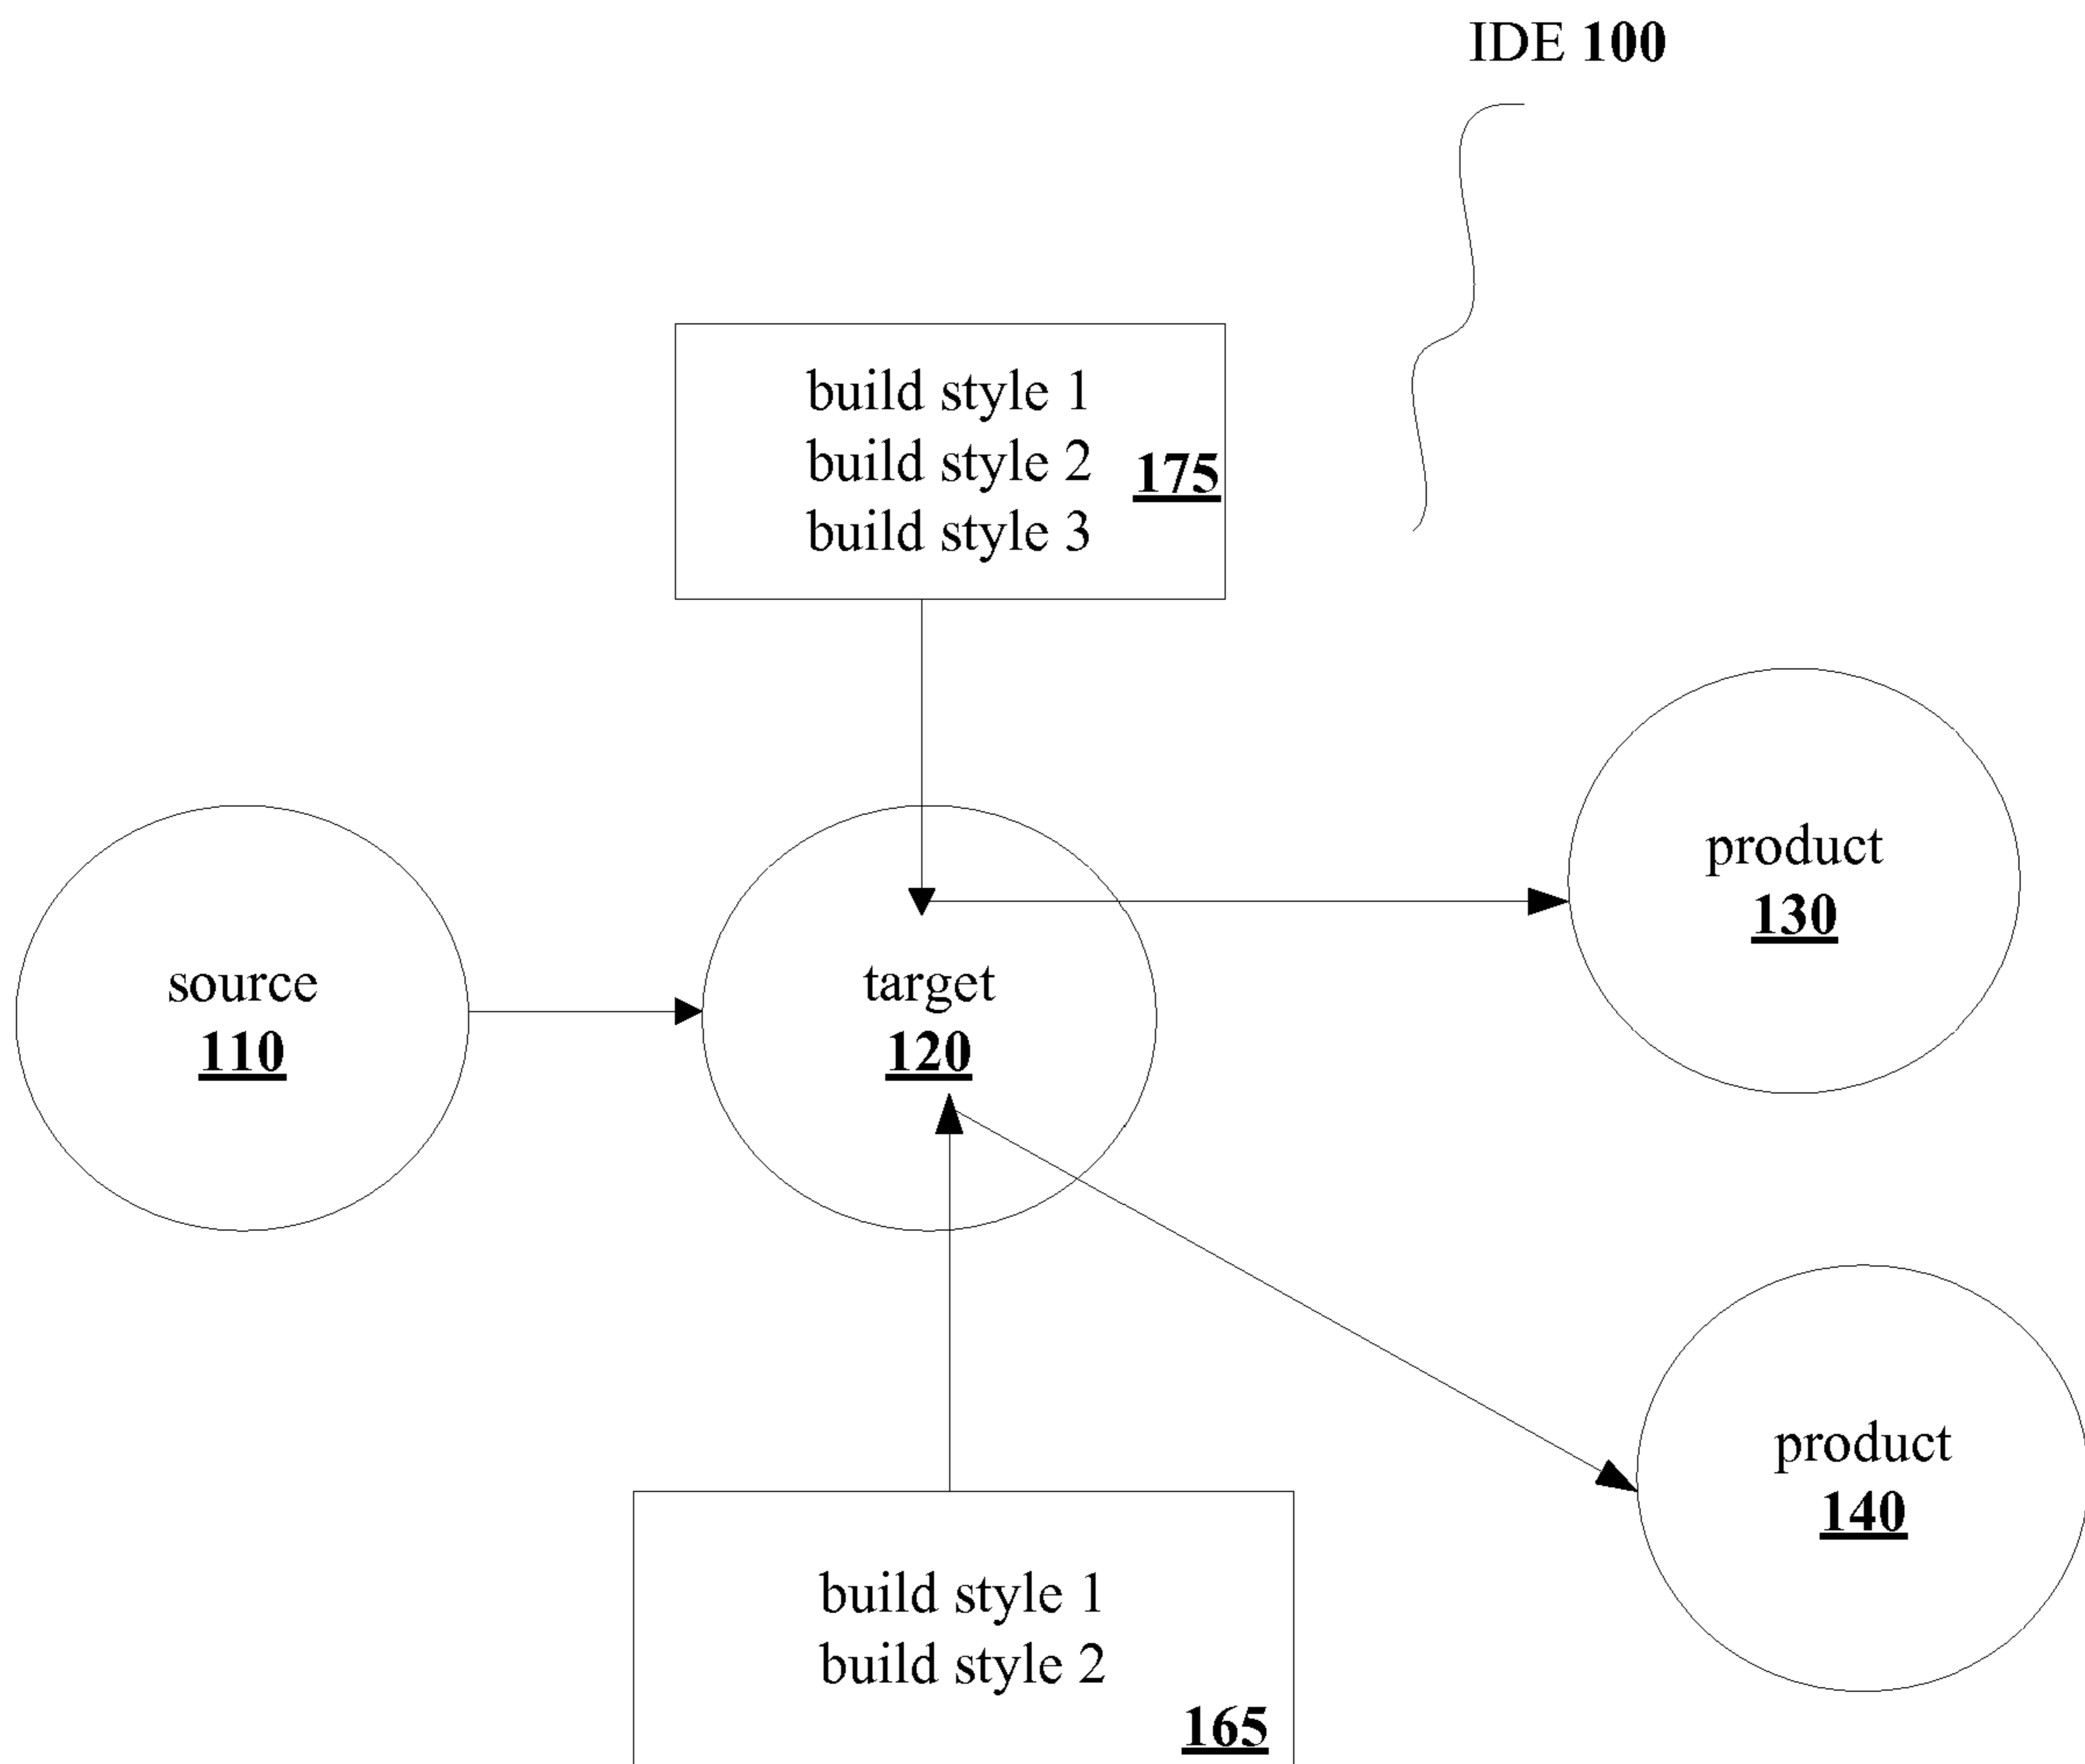 IDE 100
build style 1
build style 2
175
build style 3
product
130
source
110
target
120
product
140
build style 1
build style 2
165